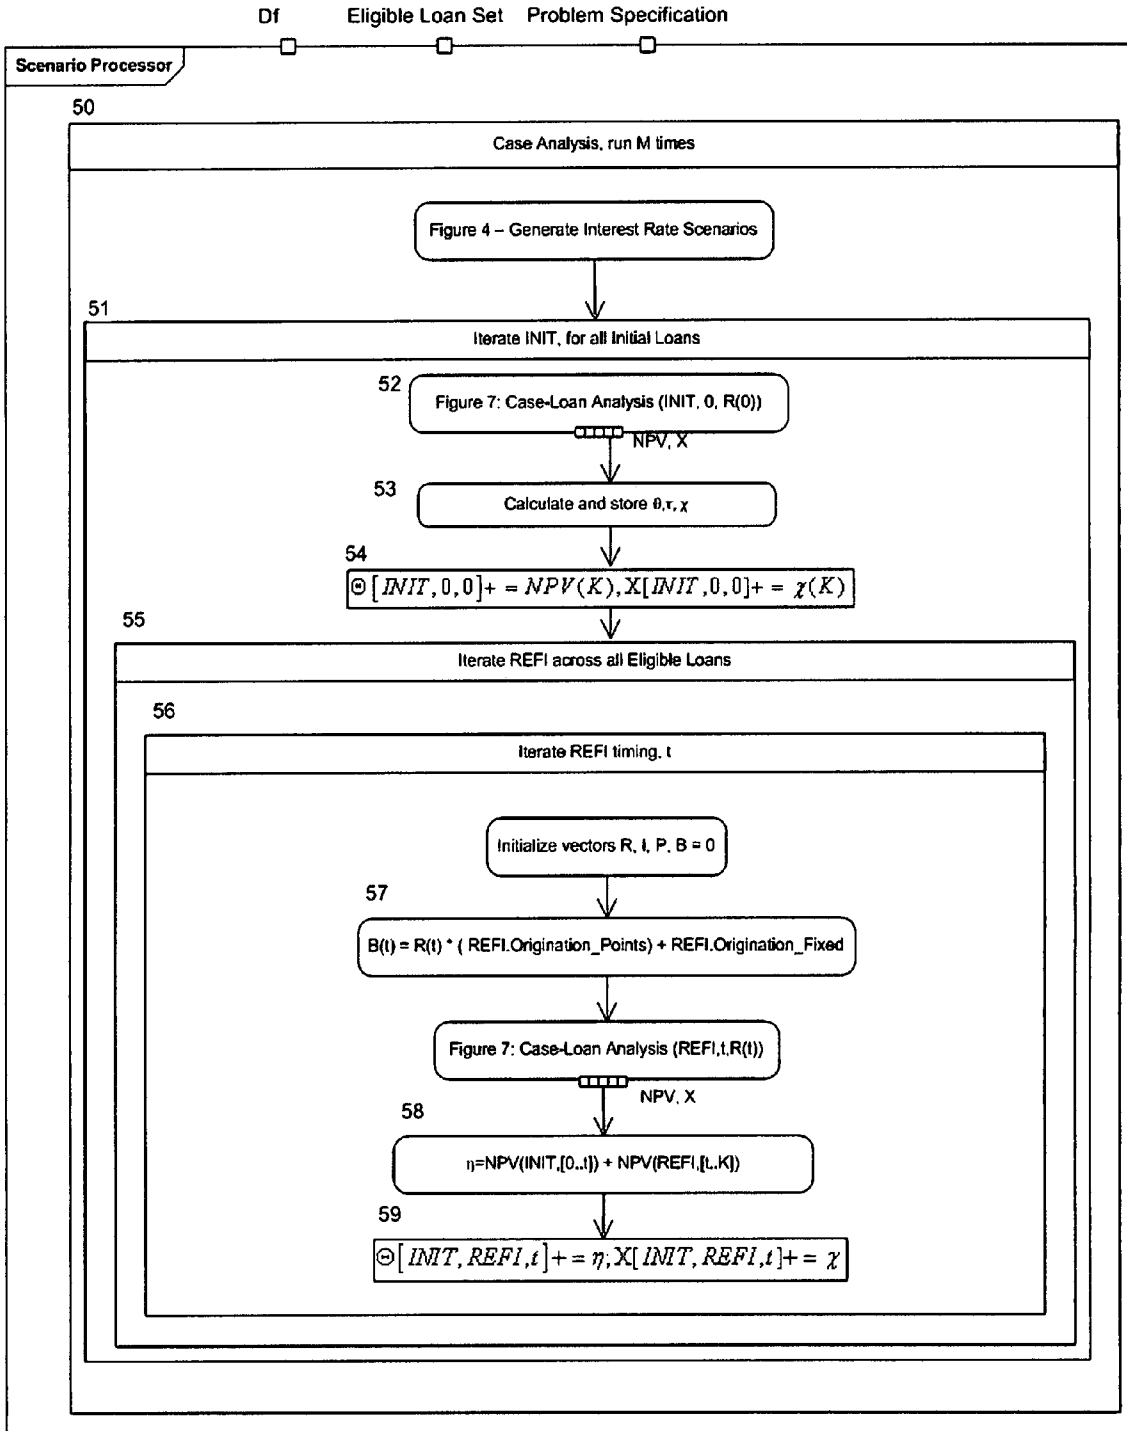 Df Eligible Loan Set Problem Specification
Scenario Processor
50
Case Analysis, run M times
Figure 4 – Generate Interest Rate Scenarios
51
Iterate INIT, for all Initial Loans
52
Figure 7: Case-Loan Analysis (INIT, 0, R(0))
NPV, X
53
Calculate and store θ,τ, χ
54
Θ[INIT,0,0]+ = NPV(K),X[INIT,0,0]+ = χ(K)
55
Iterate REFI across all Eligible Loans
56
Iterate REFI timing, t
Initialize vectors R, I, P, B = 0
57
B(t) = R(t) * ( REFI.Origination_Points) + REFI.Origination_Fixed
Figure 7: Case-Loan Analysis (REFI,t,R(t))
NPV, X
58
η=NPV(INIT,[0..t]) + NPV(REFI,[t..K])
59
Θ[INIT,REFI,t]+ = η;X[INIT,REFI,t]+ = χ